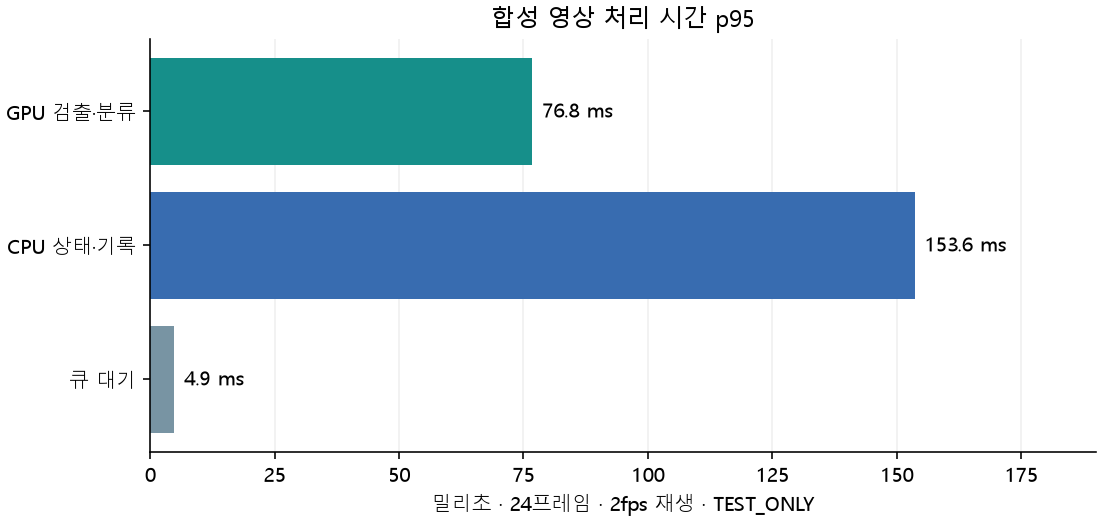 합성 영상 처리 시간 p95
GPU 검출·분류
76.8 ms
CPU 상태·기록
153.6 ms
큐 대기
4.9 ms
0 25 50 75 100 125 150 175
밀리초 · 24프레임 · 2fps 재생 · TEST_ONLY